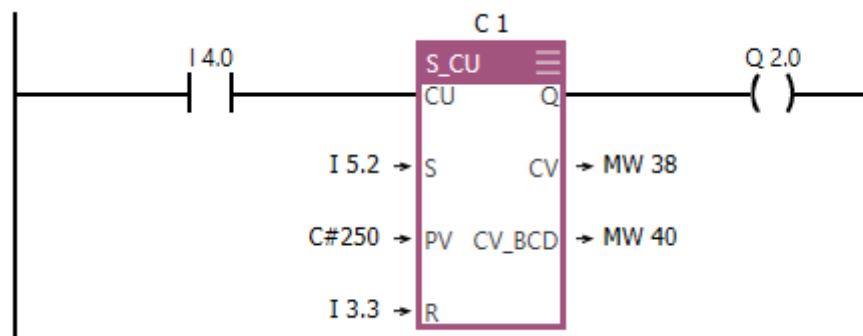 C 1
I 4.0 S_CU Q 2.0
CU Q
I 5.2 S CV MW 38
C#250 PV CV_BCD MW 40
I 3.3 R